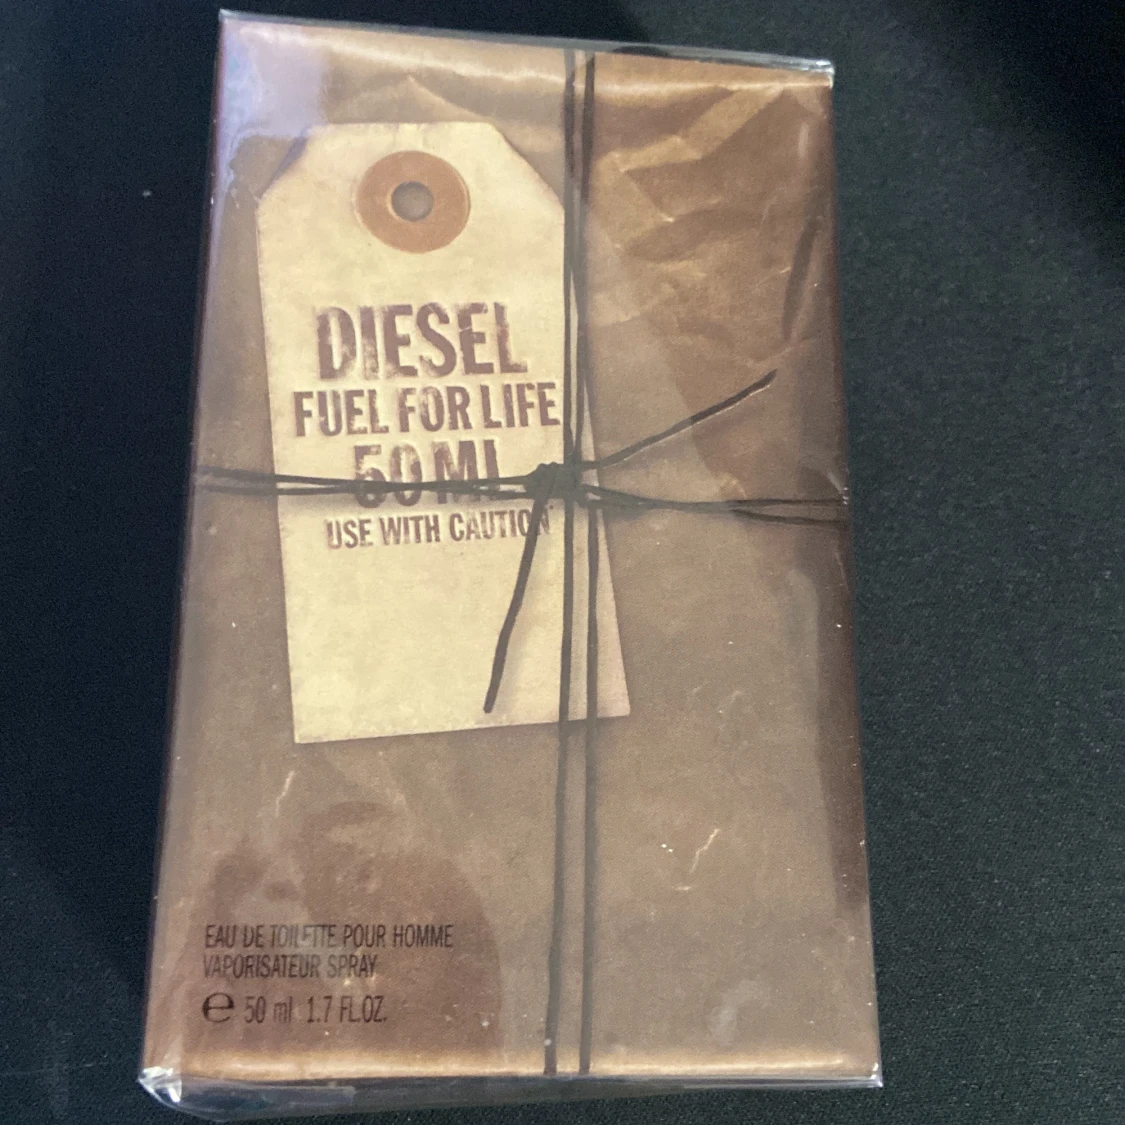 DIESEL
FUEL FOR LIFE
50 ML
USE WITH CAUTION
EAU DE TOILETTE POUR HOMME
VAPORISATEUR SPRAY
℮ 50 ml 1.7 FL.OZ.